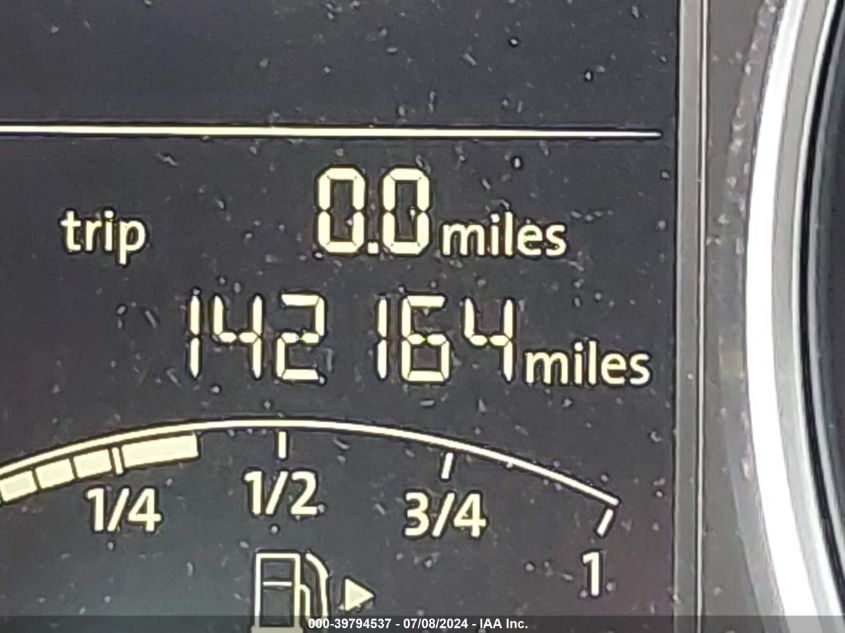 trip 0.0 miles
142 164 miles
1/4 1/2 3/4 1
000-39794537 - 07/08/2024 - IAA Inc.